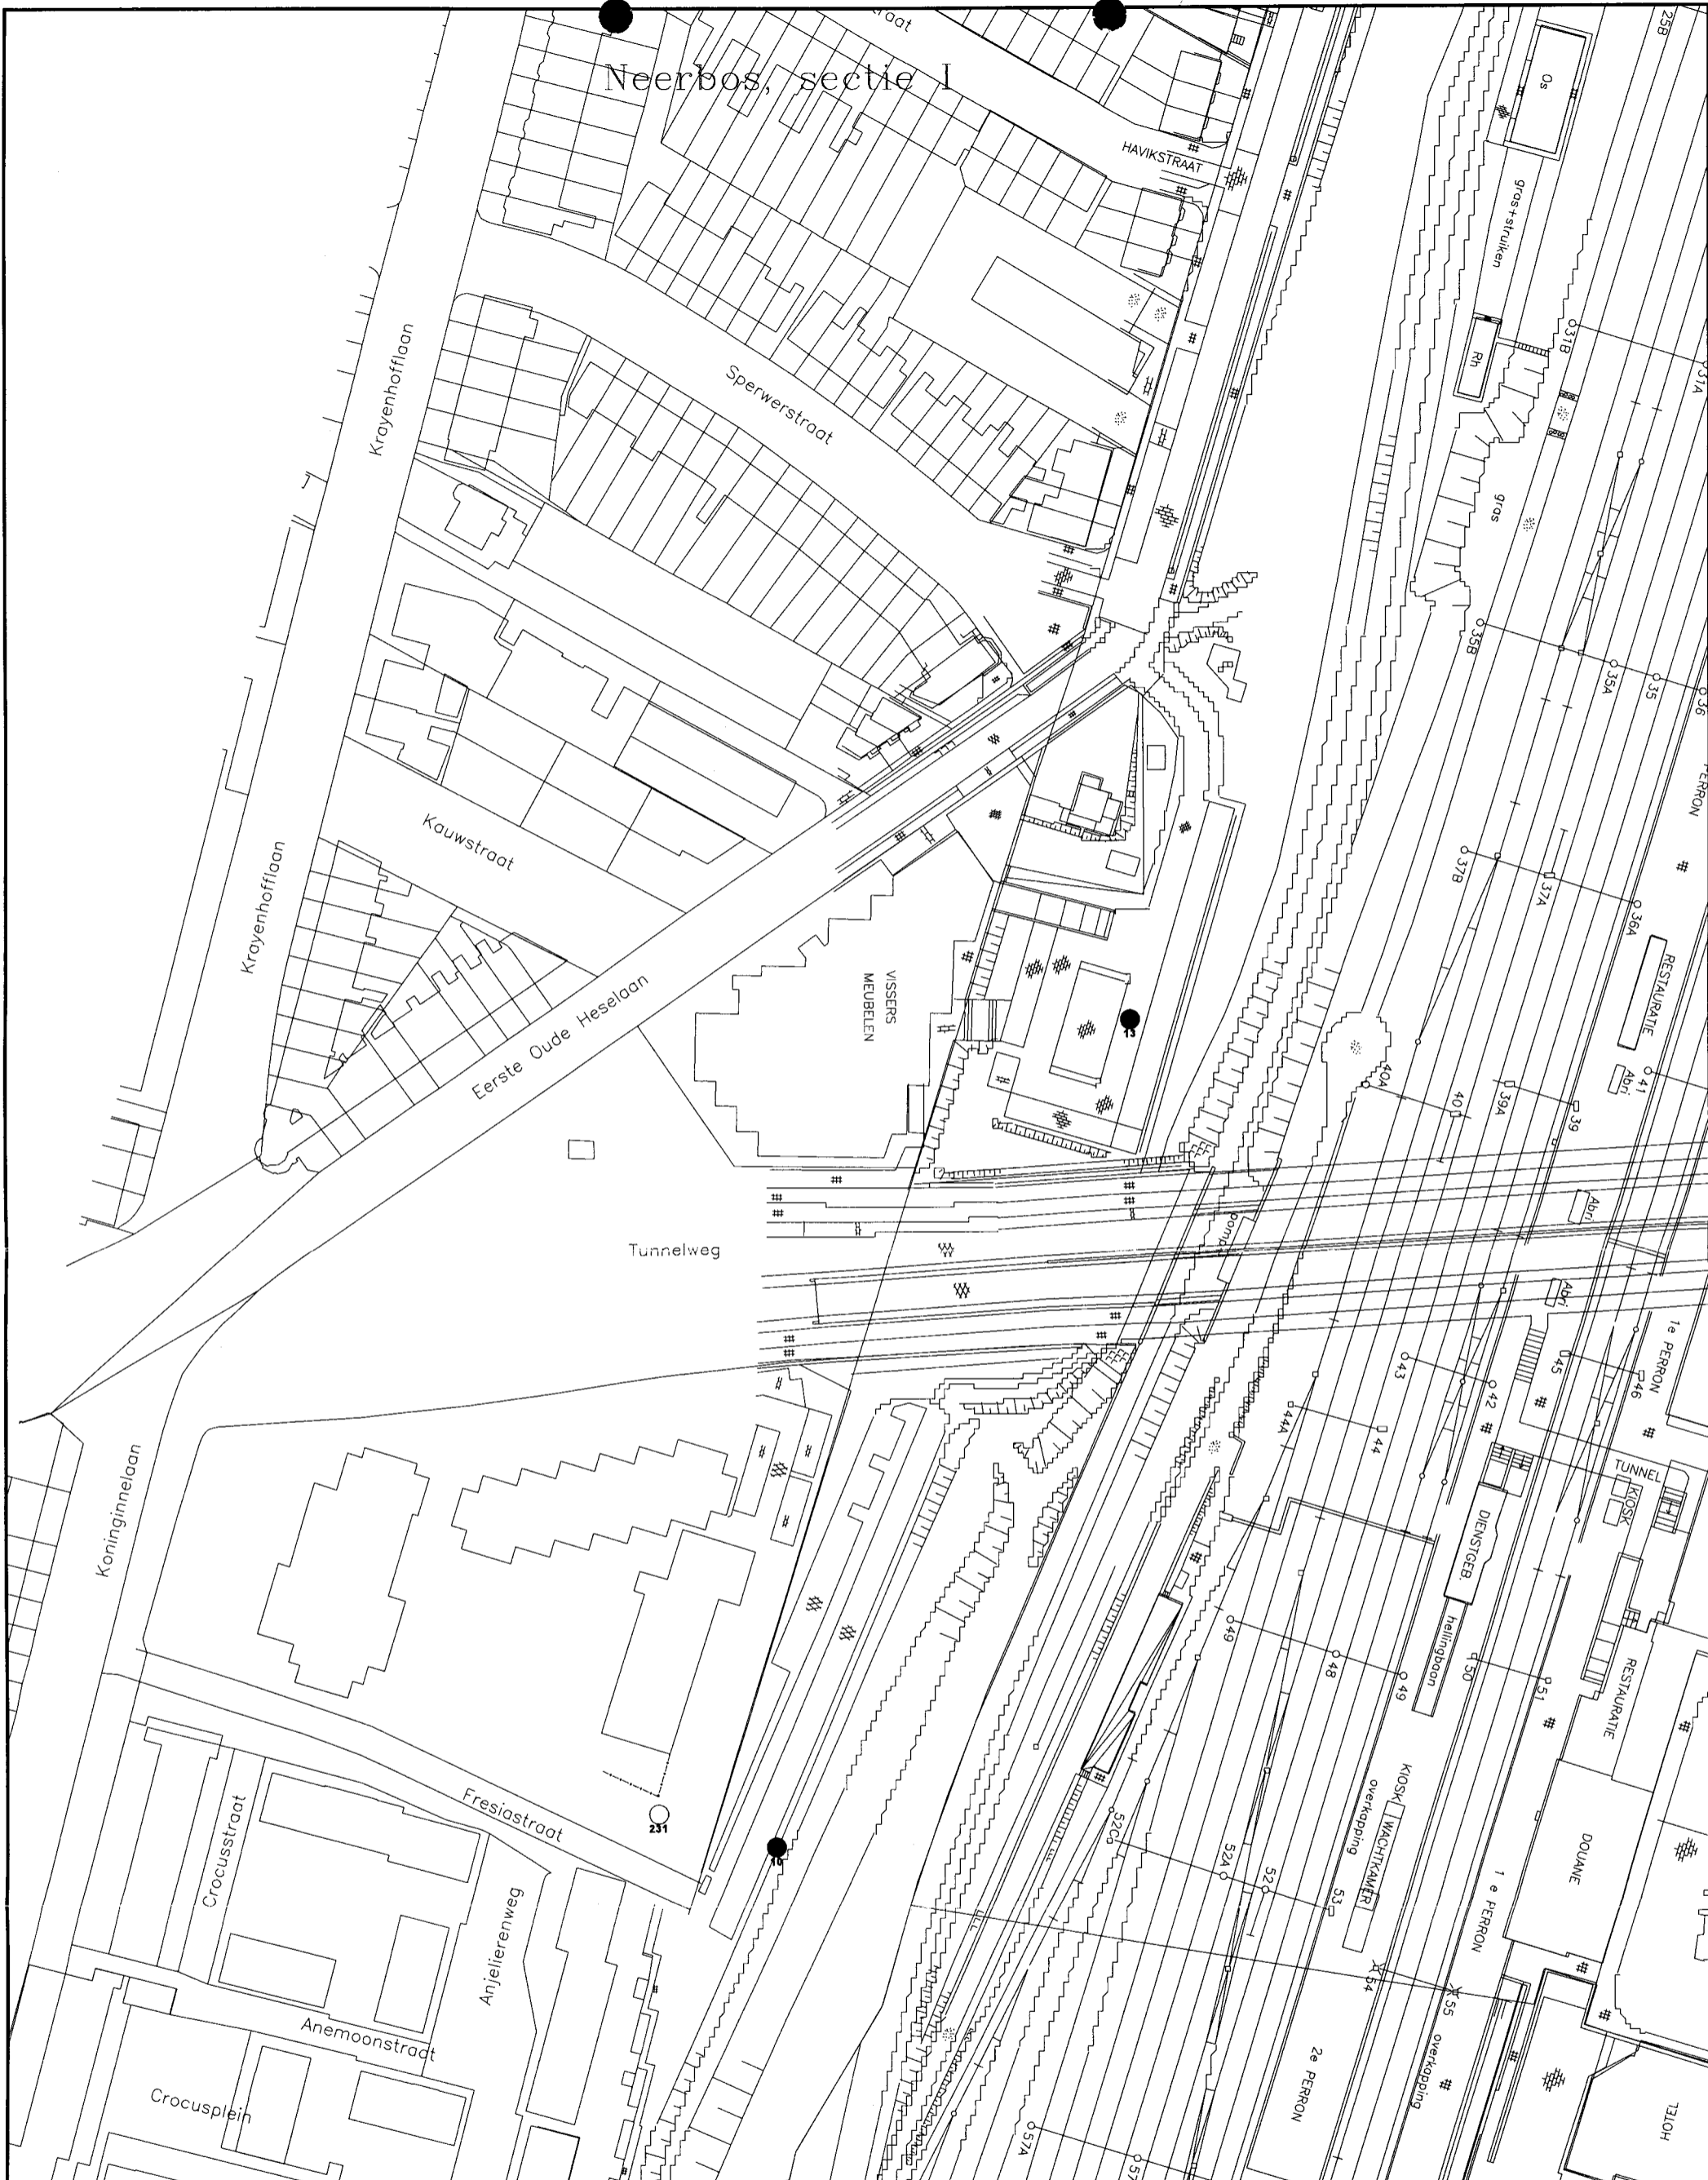 raat
Neerbos, sectie I
HAVIKSTRAAT
25B
Os
gras+struiken
31B
31A
Rh
gras
Krayenhofflaan
Sperwerstraat
35B
35A
35
36
PERRON
37B
37A
36A
RESTAURATIE
Abri
41
Kauwstraat
Krayenhofflaan
Eerste Oude Heselaan
VISSERS
MEUBELEN
13
40A
40
39A
39
Abri
pomp
Tunnelweg
Abri
1e PERRON
43
42
45
46
44A
44
TUNNEL
KIOSK
DIENSTGEB.
hellingbaan
Koninginnelaan
49
48
49
50
51
RESTAURATIE
KIOSK
WACHTKAMER
overkapping
DOUANE
Fresiastraat
231
10
Crocusstraat
52C
52A
52
53
54
55
1 e PERRON
overkapping
Anjelierenweg
Anemoonstraat
Crocusplein
2e PERRON
57A
57
HOTEL